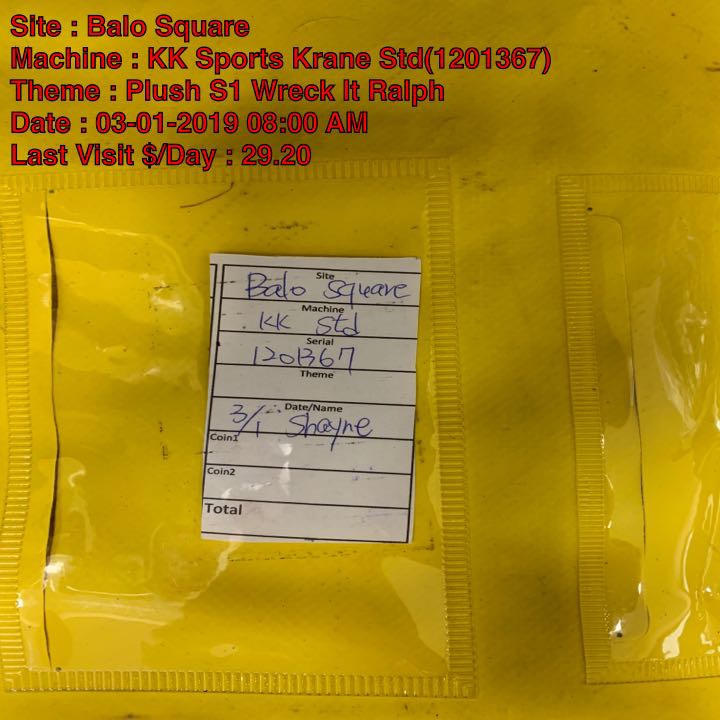 Site : Balo Square
Machine : KK Sports Krane Std(1201367)
Theme : Plush S1 Wreck It Ralph
Date : 03-01-2019 08:00 AM
Last Visit $/Day : 29.20
Site
Balo Square
Machine
KK Std
Serial
1201367
Theme
Date/Name
3/1 Shayne
Coin1
Coin2
Total